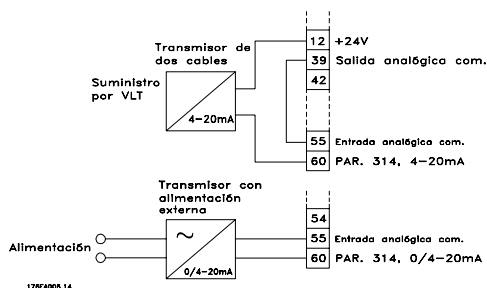 Transmisor de
dos cables
Suministro
por VLT
4-20mA
12 +24V
39 Salida analógica com.
42
55 Entrada analógica com.
60 PAR. 314, 4-20mA
Transmisor con
alimentación
externa
Alimentación
~
0/4-20mA
54
55 Entrada analógica com.
60 PAR. 314, 0/4-20mA
175FA005.14